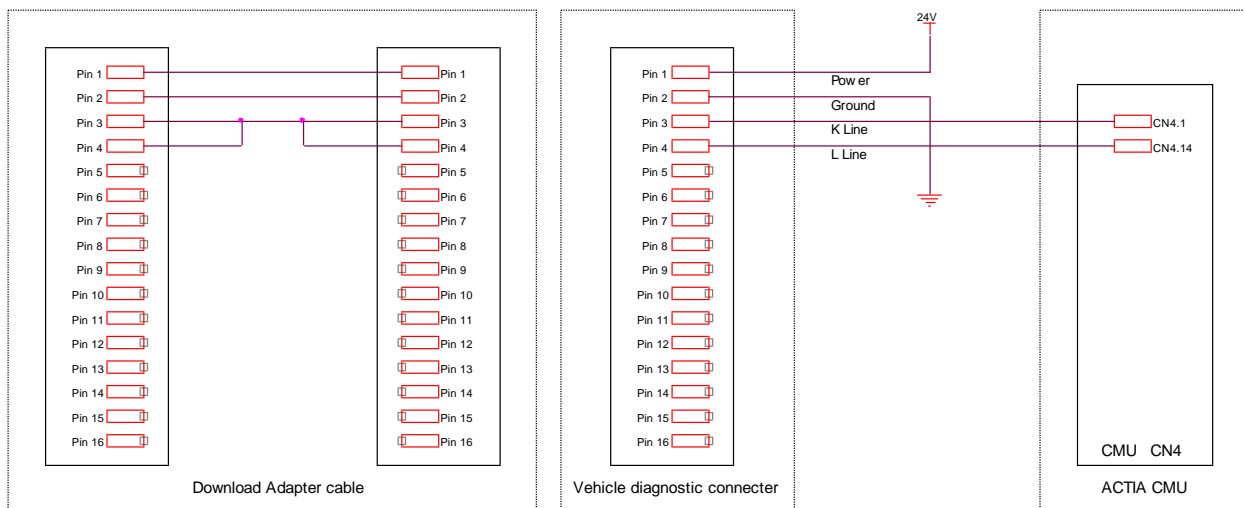 24V
Pin 1 Pin 1 Pin 1 Power
Pin 2 Pin 2 Pin 2 Ground
Pin 3 Pin 3 Pin 3 K Line CN4.1
Pin 4 Pin 4 Pin 4 L Line CN4.14
Pin 5 Pin 5 Pin 5
Pin 6 Pin 6 Pin 6
Pin 7 Pin 7 Pin 7
Pin 8 Pin 8 Pin 8
Pin 9 Pin 9 Pin 9
Pin 10 Pin 10 Pin 10
Pin 11 Pin 11 Pin 11
Pin 12 Pin 12 Pin 12
Pin 13 Pin 13 Pin 13
Pin 14 Pin 14 Pin 14
Pin 15 Pin 15 Pin 15
Pin 16 Pin 16 Pin 16
CMU CN4
Download Adapter cable Vehicle diagnostic connecter ACTIA CMU